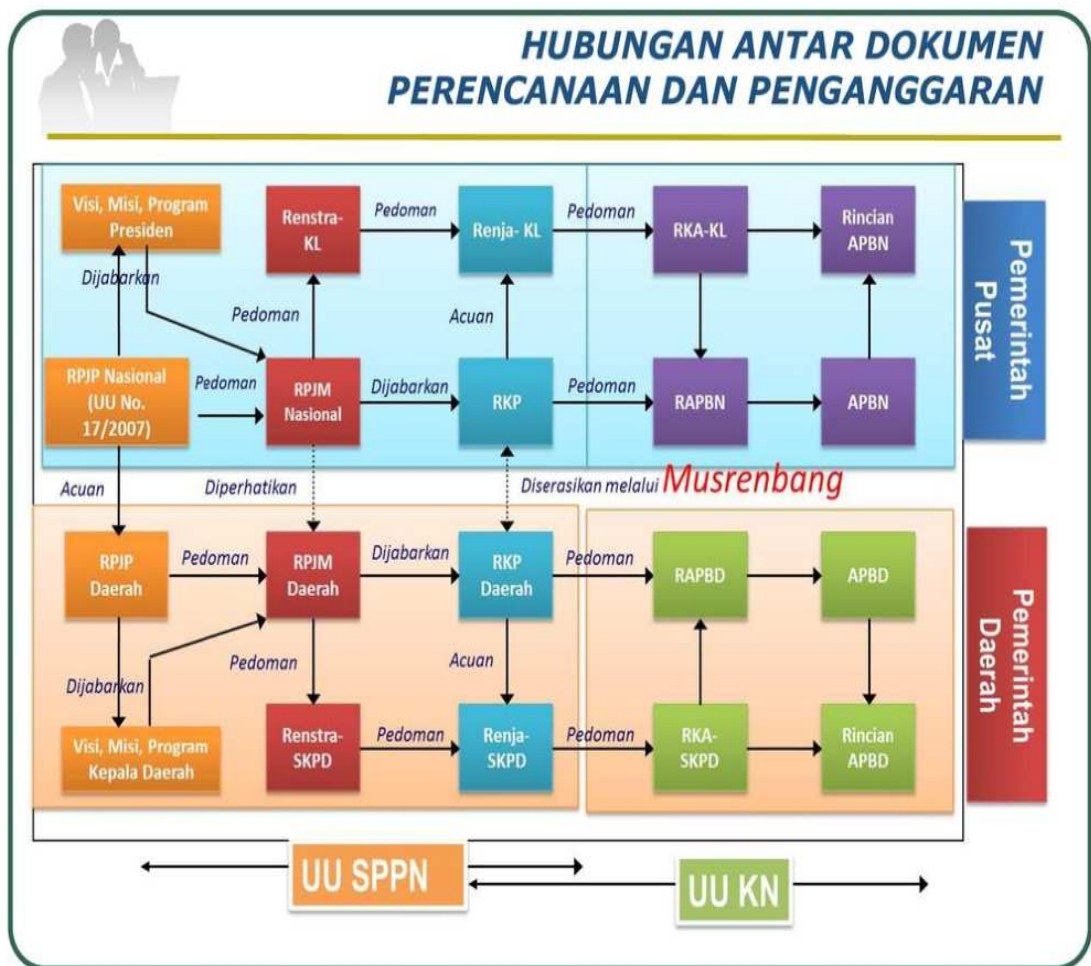 HUBUNGAN ANTAR DOKUMEN
PERENCANAAN DAN PENGANGGARAN
Visi, Misi, Program
Presiden
Renstra-
KL
Pedoman
Renja- KL
Pedoman
RKA-KL
Rincian
APBN
Dijabarkan
Pedoman
Acuan
RPJP Nasional
(UU No.
17/2007)
Pedoman
RPJM
Nasional
Dijabarkan
RKP
Pedoman
RAPBN
APBN
Pemerintah
Pusat
Acuan
Diperhatikan
Diserasikan melalui Musrenbang
RPJP
Daerah
Pedoman
RPJM
Daerah
Dijabarkan
RKP
Daerah
Pedoman
RAPBD
APBD
Dijabarkan
Pedoman
Acuan
Visi, Misi, Program
Kepala Daerah
Renstra-
SKPD
Pedoman
Renja-
SKPD
Pedoman
RKA-
SKPD
Rincian
APBD
Pemerintah
Daerah
UU SPPN
UU KN